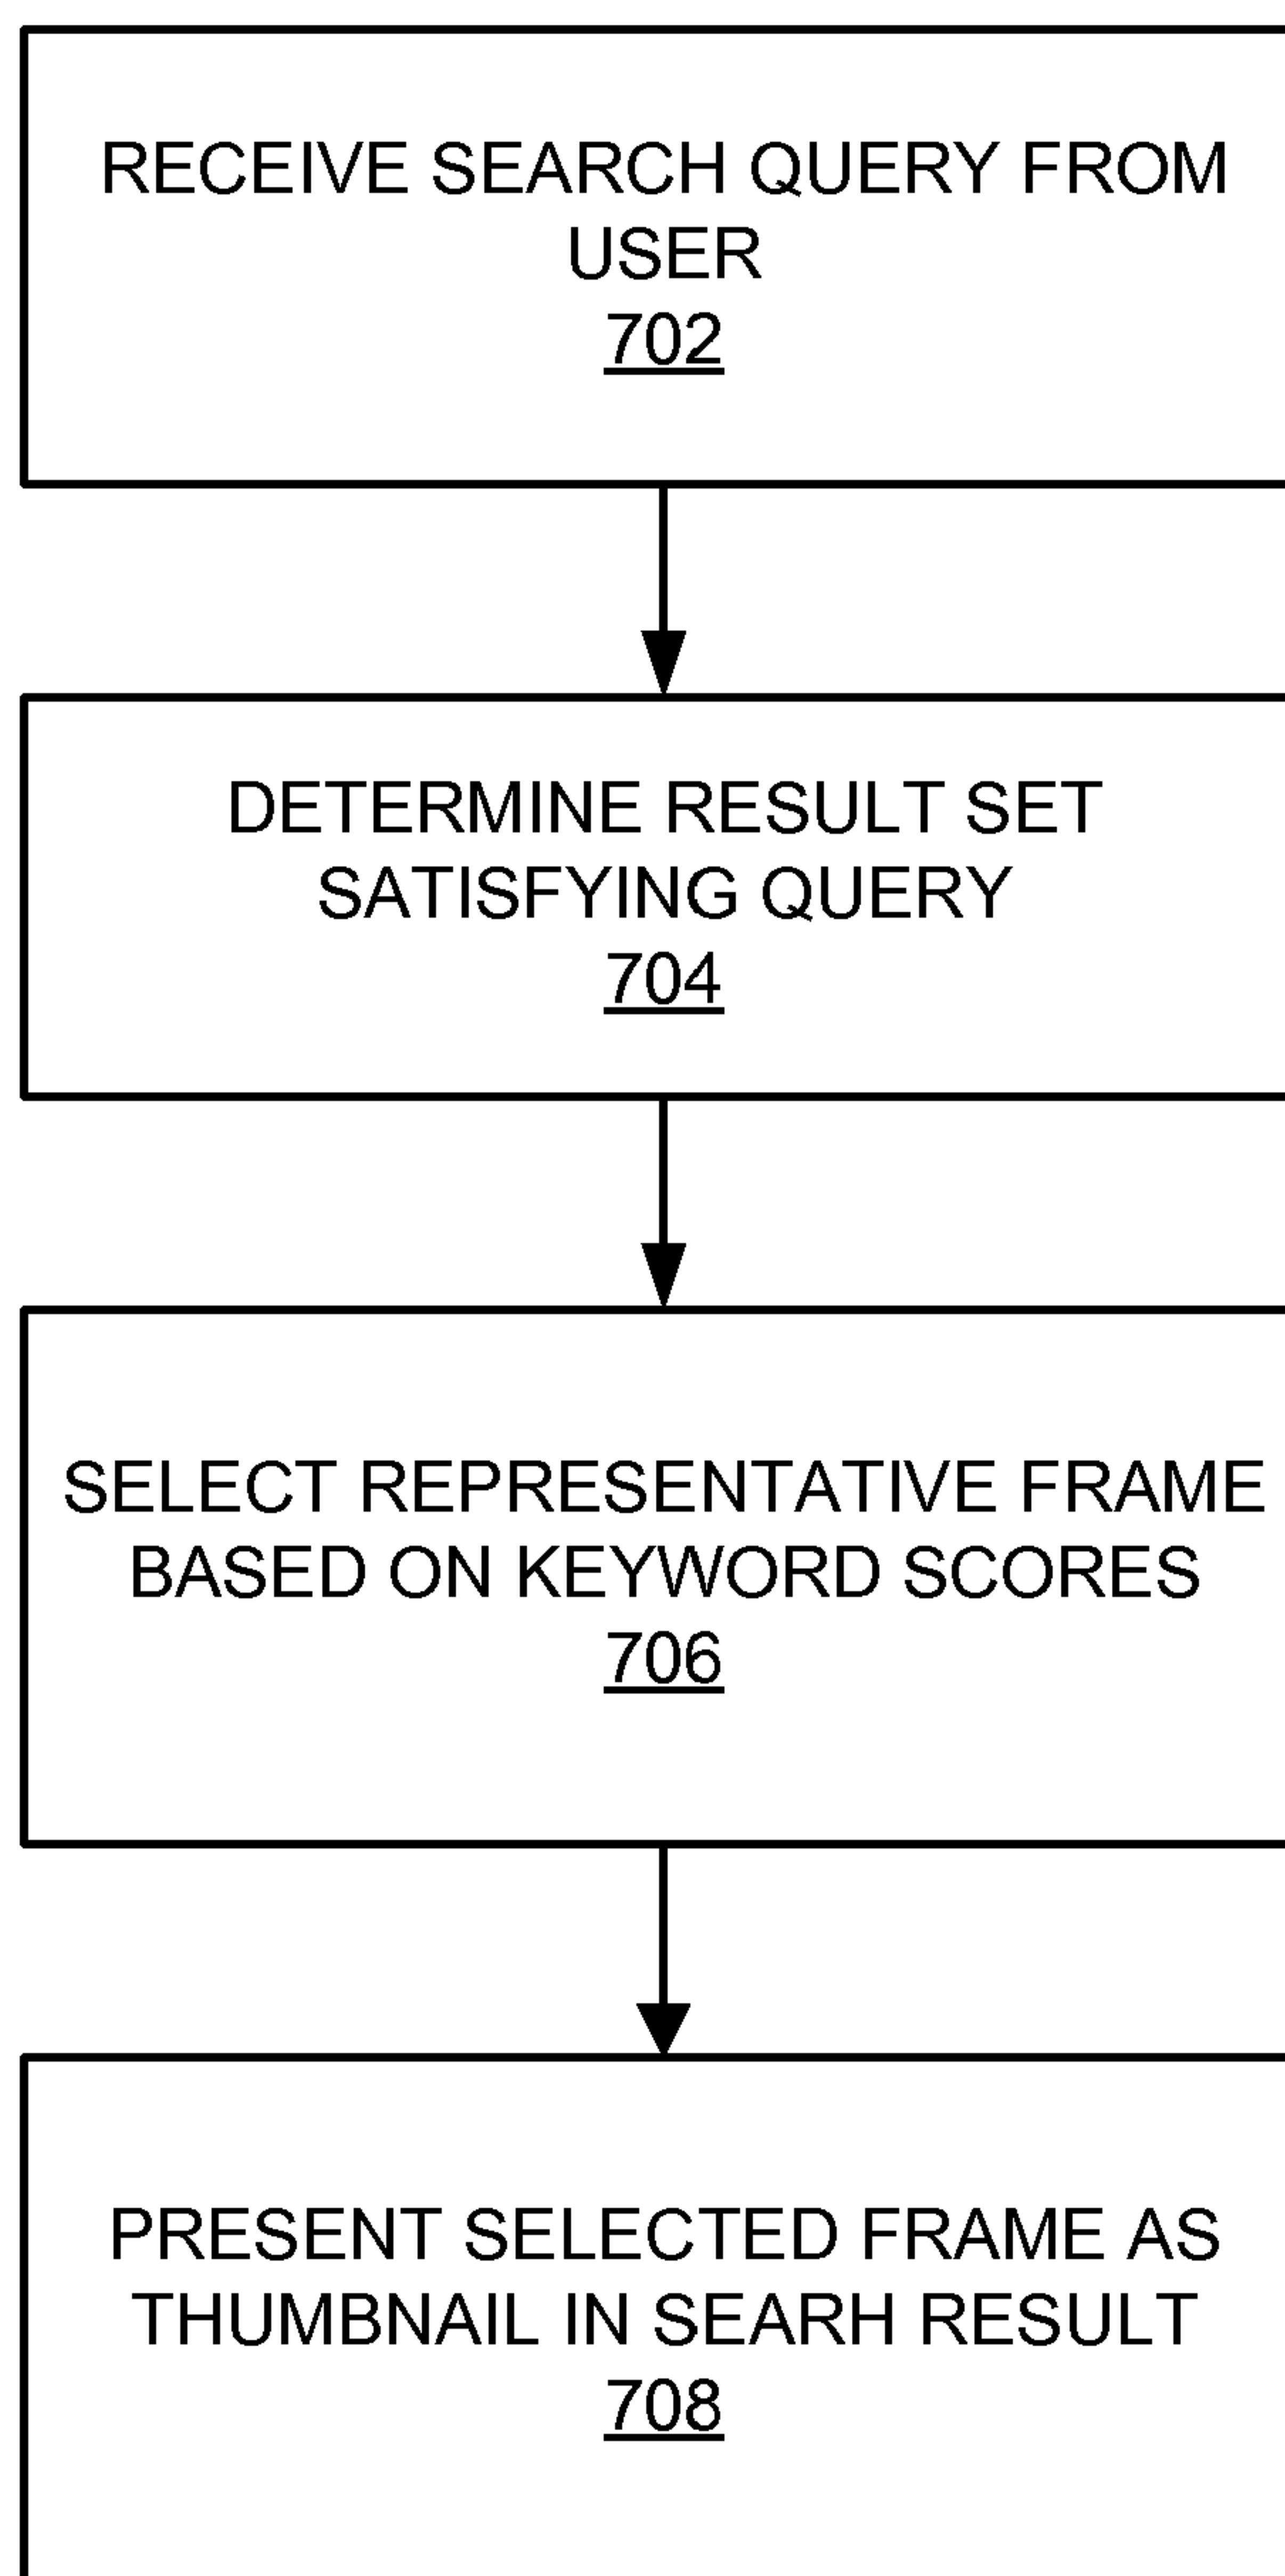 RECEIVE SEARCH QUERY FROM
USER
702
DETERMINE RESULT SET
SATISFYING QUERY
704
SELECT REPRESENTATIVE FRAME
BASED ON KEYWORD SCORES
706
PRESENT SELECTED FRAME AS
THUMBNAIL IN SEARH RESULT
708